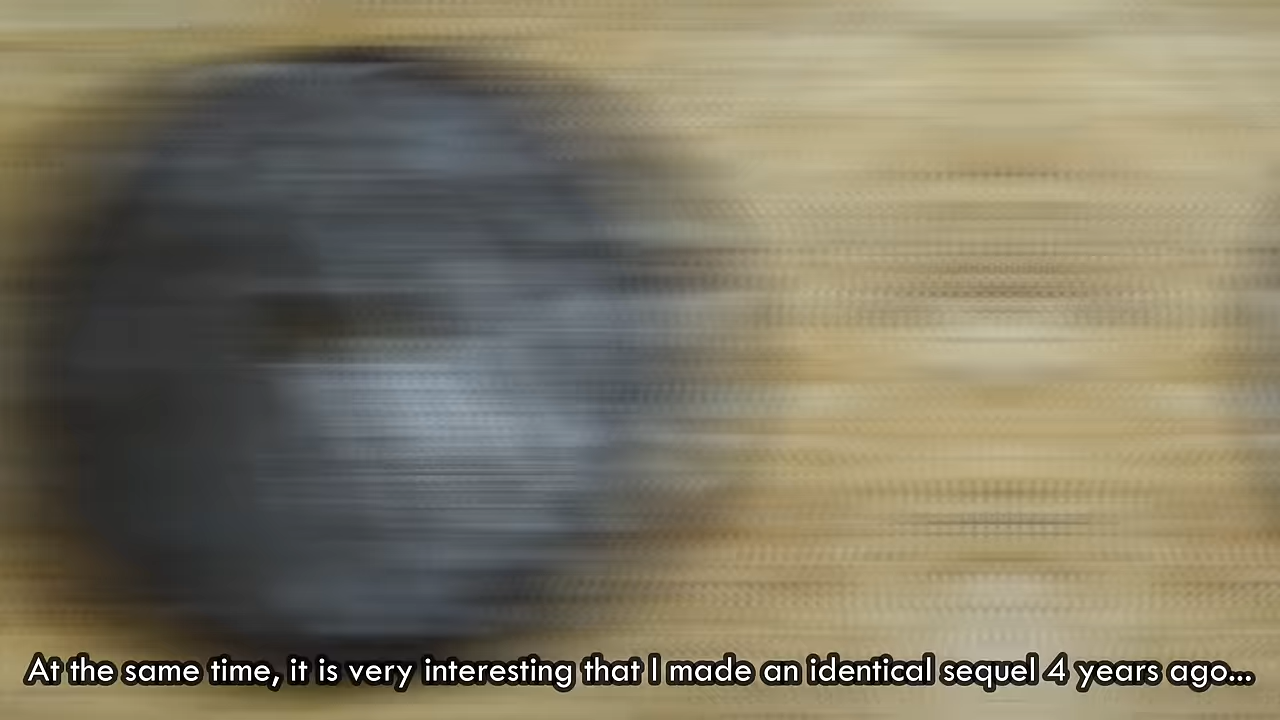 At the same time, it is very interesting that I made an identical sequel 4 years ago...